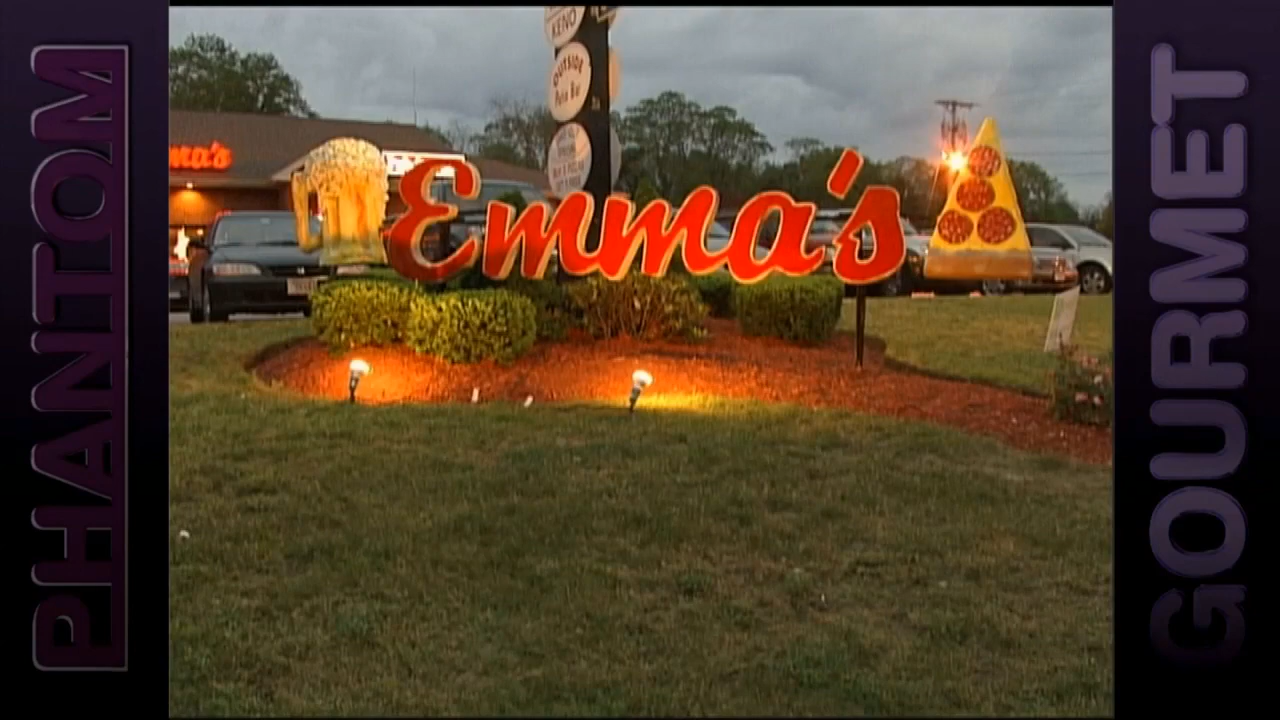 PHANTOM
KENO
OUTSIDE
Patio Bar
Emma's
ma's
GOURMET